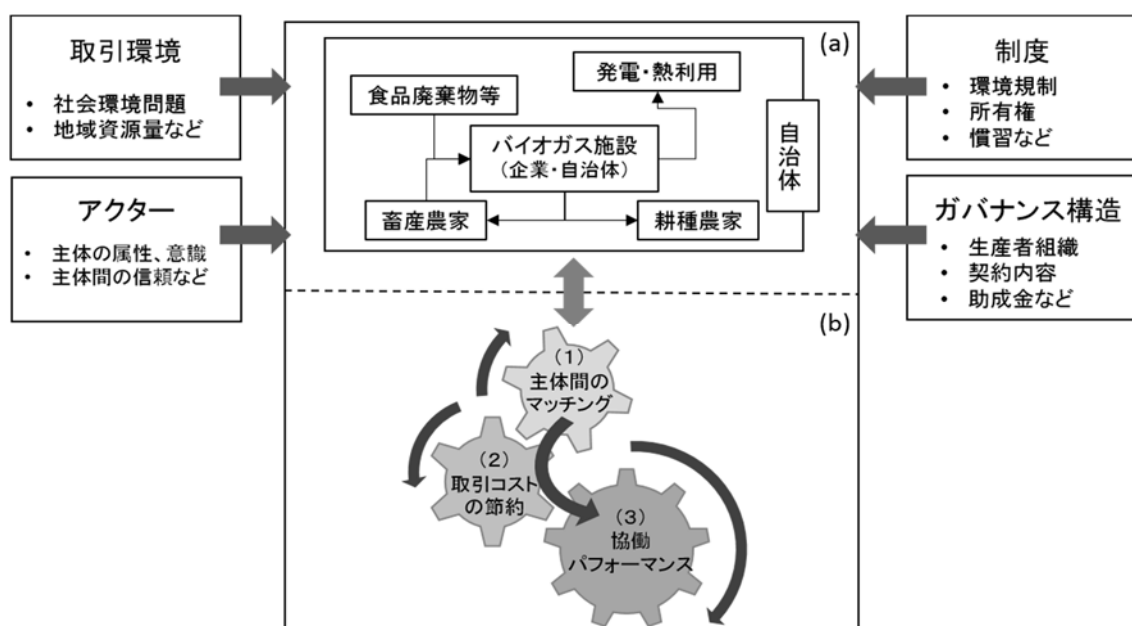 取引環境
• 社会環境問題
• 地域資源量など
アクター
• 主体の属性、意識
• 主体間の信頼など
(a)
発電・熱利用
食品廃棄物等
バイオガス施設
(企業・自治体)
畜産農家
耕種農家
自治体
制度
• 環境規制
• 所有権
• 慣習など
ガバナンス構造
• 生産者組織
• 契約内容
• 助成金など
(b)
(1)
主体間の
マッチング
(2)
取引コスト
の節約
(3)
協働
パフォーマンス